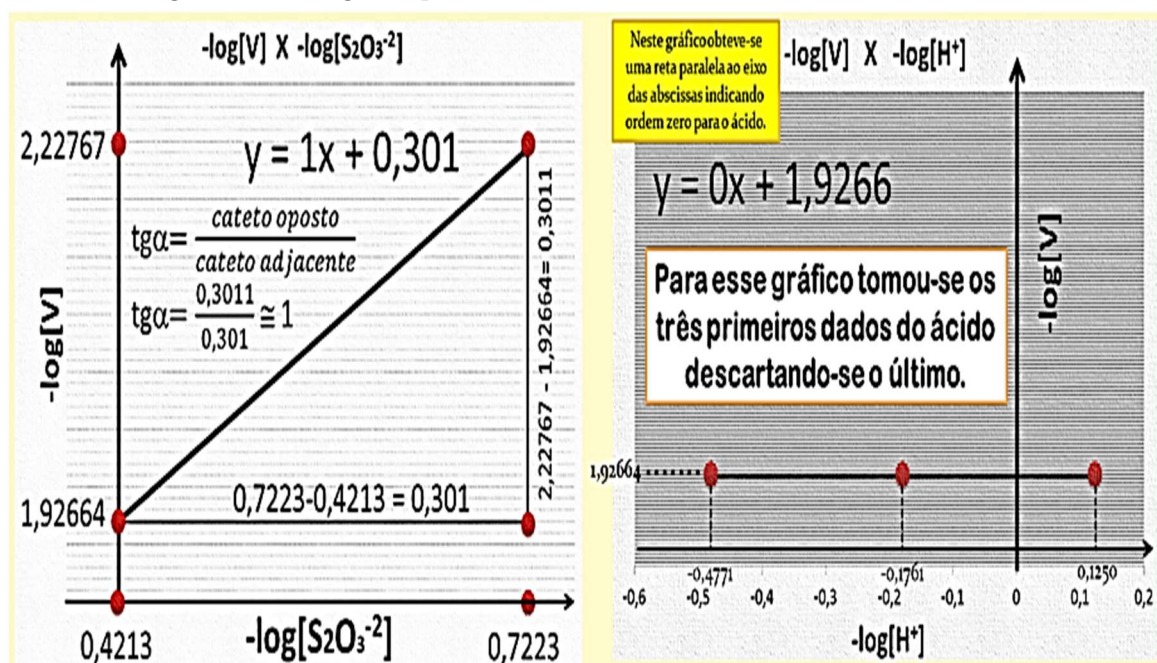 -log[V] X -log[S₂O₃⁻²]
2,22767
y = 1x + 0,301
tgα= cateto oposto
cateto adjacente
tgα= 0,3011
0,301
≅ 1
-log[V]
2,22767 - 1,92664= 0,3011
0,7223-0,4213 = 0,301
1,92664
0,4213
-log[S₂O₃⁻²]
0,7223
Neste gráficoobteve-se
uma reta paralela ao eixo
das abscissas indicando
ordem zero para o ácido.
-log[V] X -log[H⁺]
y = 0x + 1,9266
-log[V]
Para esse gráfico tomou-se os
três primeiros dados do ácido
descartando-se o último.
1,92664
-0,4771
-0,1761
0,1250
-0,6 -0,5 -0,4 -0,3 -0,2 -0,1 0 0,1 0,2
-log[H⁺]